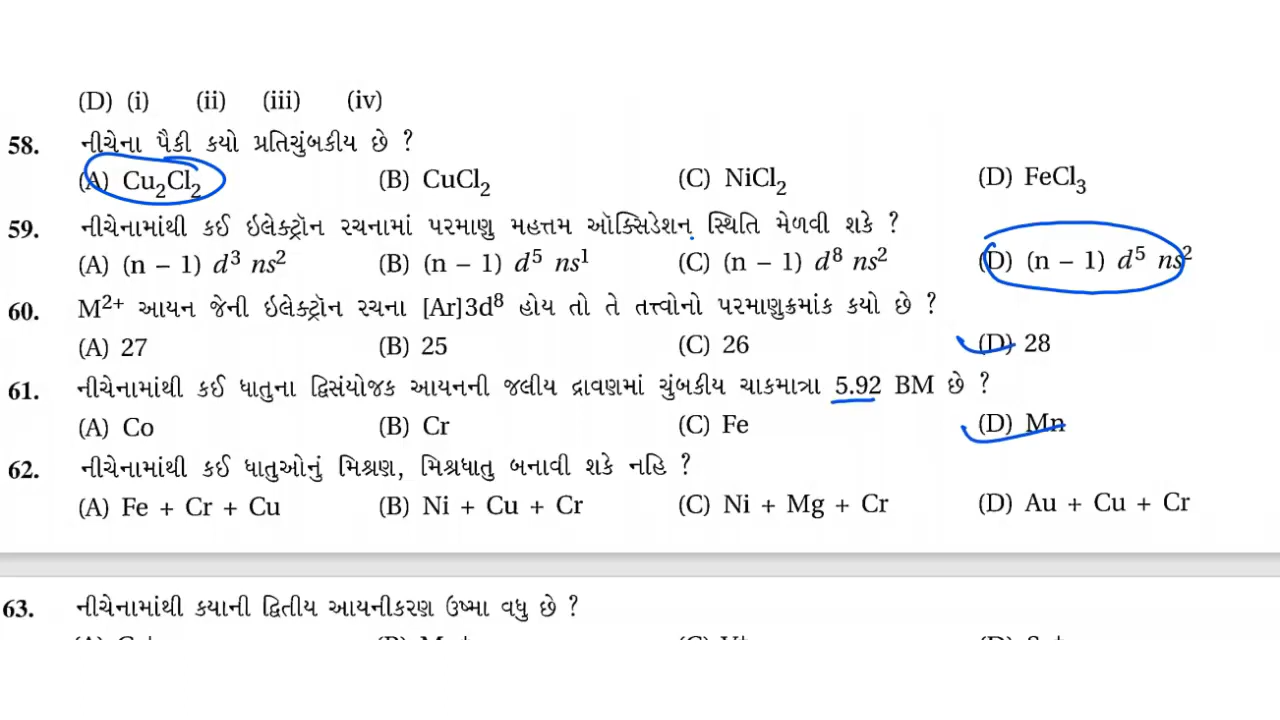 (D) (i) (ii) (iii) (iv)
58. નીચેના પૈકી કયો પ્રતિચુંબકીય છે ?
(A) Cu₂Cl₂ (B) CuCl₂ (C) NiCl₂ (D) FeCl₃
59. નીચેનામાંથી કઈ ઇલેક્ટ્રૉન રચનામાં પરમાણુ મહત્તમ ઑક્સિડેશન સ્થિતિ મેળવી શકે ?
(A) (n – 1) d³ ns² (B) (n – 1) d⁵ ns¹ (C) (n – 1) d⁸ ns² (D) (n – 1) d⁵ ns²
60. M²⁺ આયન જેની ઇલેક્ટ્રૉન રચના [Ar]3d⁸ હોય તો તે તત્ત્વોનો પરમાણુક્રમાંક કયો છે ?
(A) 27 (B) 25 (C) 26 (D) 28
61. નીચેનામાંથી કઈ ધાતુના દ્વિસંયોજક આયનની જલીય દ્રાવણમાં ચુંબકીય ચાકમાત્રા 5.92 BM છે ?
(A) Co (B) Cr (C) Fe (D) Mn
62. નીચેનામાંથી કઈ ધાતુઓનું મિશ્રણ, મિશ્રધાતુ બનાવી શકે નહિ ?
(A) Fe + Cr + Cu (B) Ni + Cu + Cr (C) Ni + Mg + Cr (D) Au + Cu + Cr
63. નીચેનામાંથી કયાની દ્વિતીય આયનીકરણ ઉષ્મા વધુ છે ?